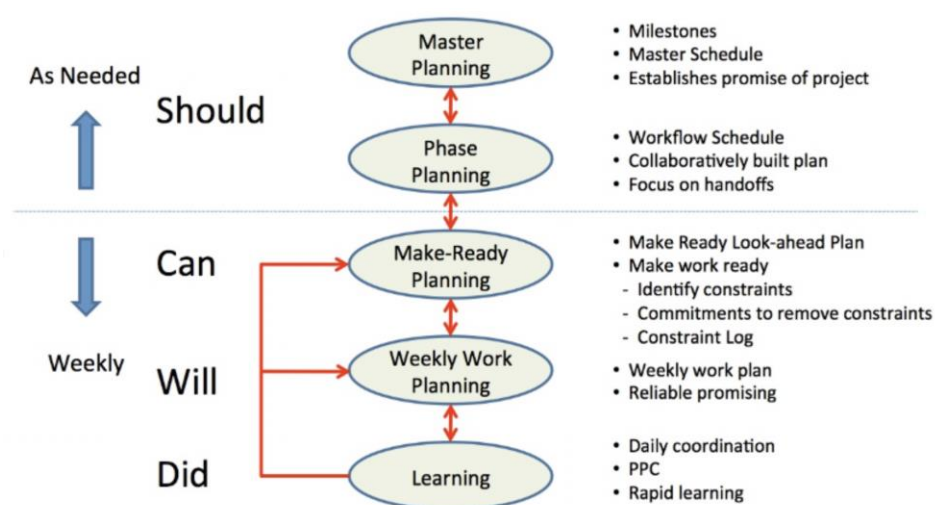 As Needed
Should
Master
Planning
• Milestones
• Master Schedule
• Establishes promise of project
Phase
Planning
• Workflow Schedule
• Collaboratively built plan
• Focus on handoffs
Can
Make-Ready
Planning
• Make Ready Look-ahead Plan
• Make work ready
- Identify constraints
- Commitments to remove constraints
- Constraint Log
Weekly
Will
Weekly Work
Planning
• Weekly work plan
• Reliable promising
Did
Learning
• Daily coordination
• PPC
• Rapid learning